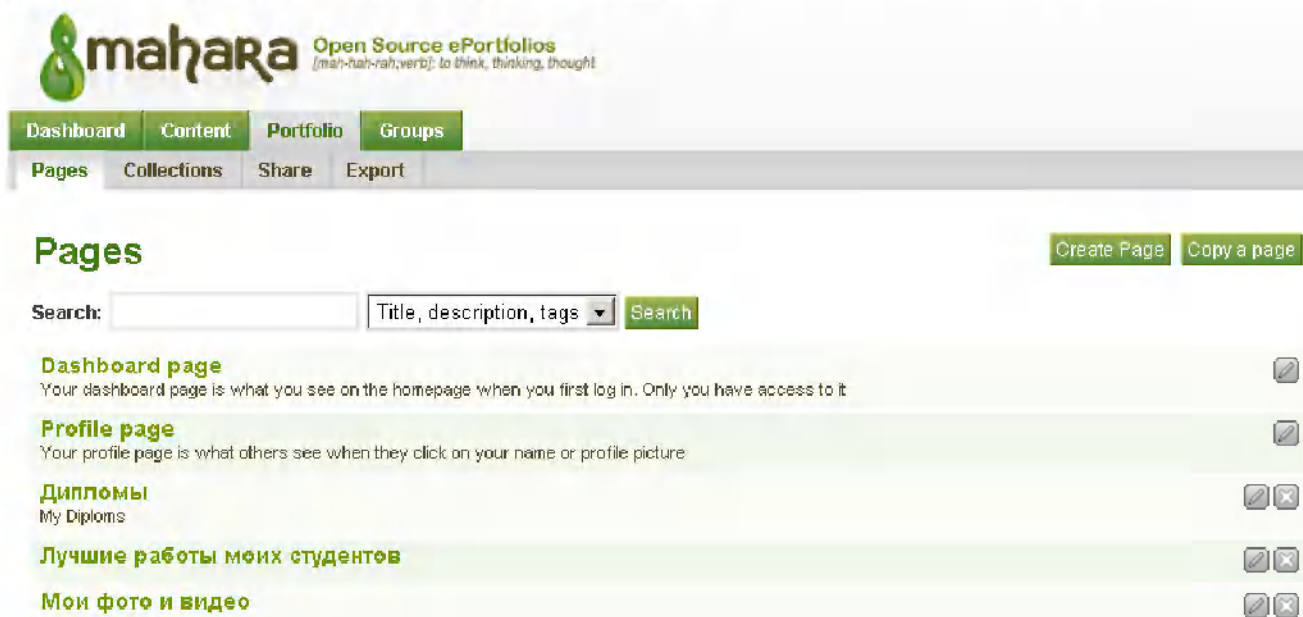 mahara Open Source ePortfolios
[mah-hah-rah;verb]: to think, thinking, thought
Dashboard Content Portfolio Groups
Pages Collections Share Export
Pages
Create Page Copy a page
Search: Title, description, tags Search
Dashboard page
Your dashboard page is what you see on the homepage when you first log in. Only you have access to it
Profile page
Your profile page is what others see when they click on your name or profile picture
Дипломы
My Diploms
Лучшие работы моих студентов
Мои фото и видео